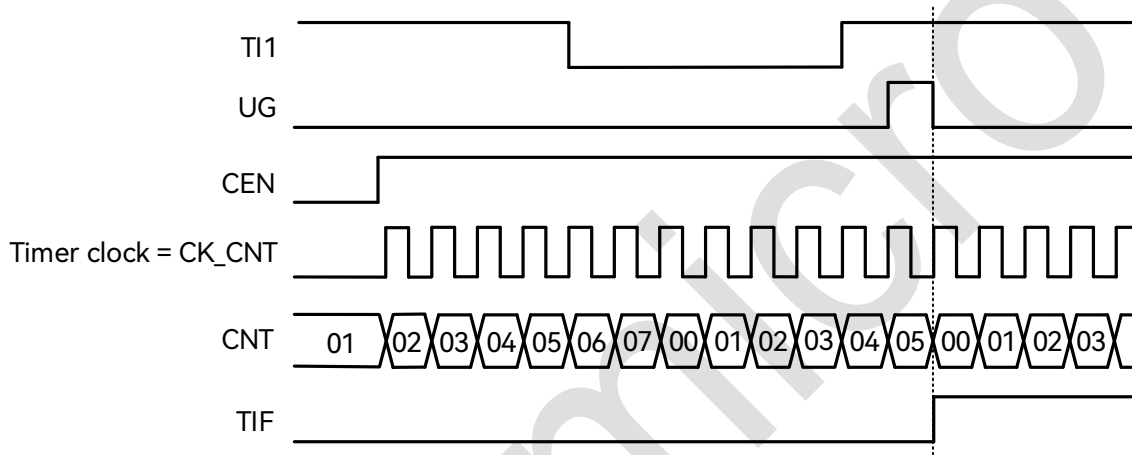 TI1
UG
CEN
Timer clock = CK_CNT
CNT 01 02 03 04 05 06 07 00 01 02 03 04 05 00 01 02 03
TIF
micro